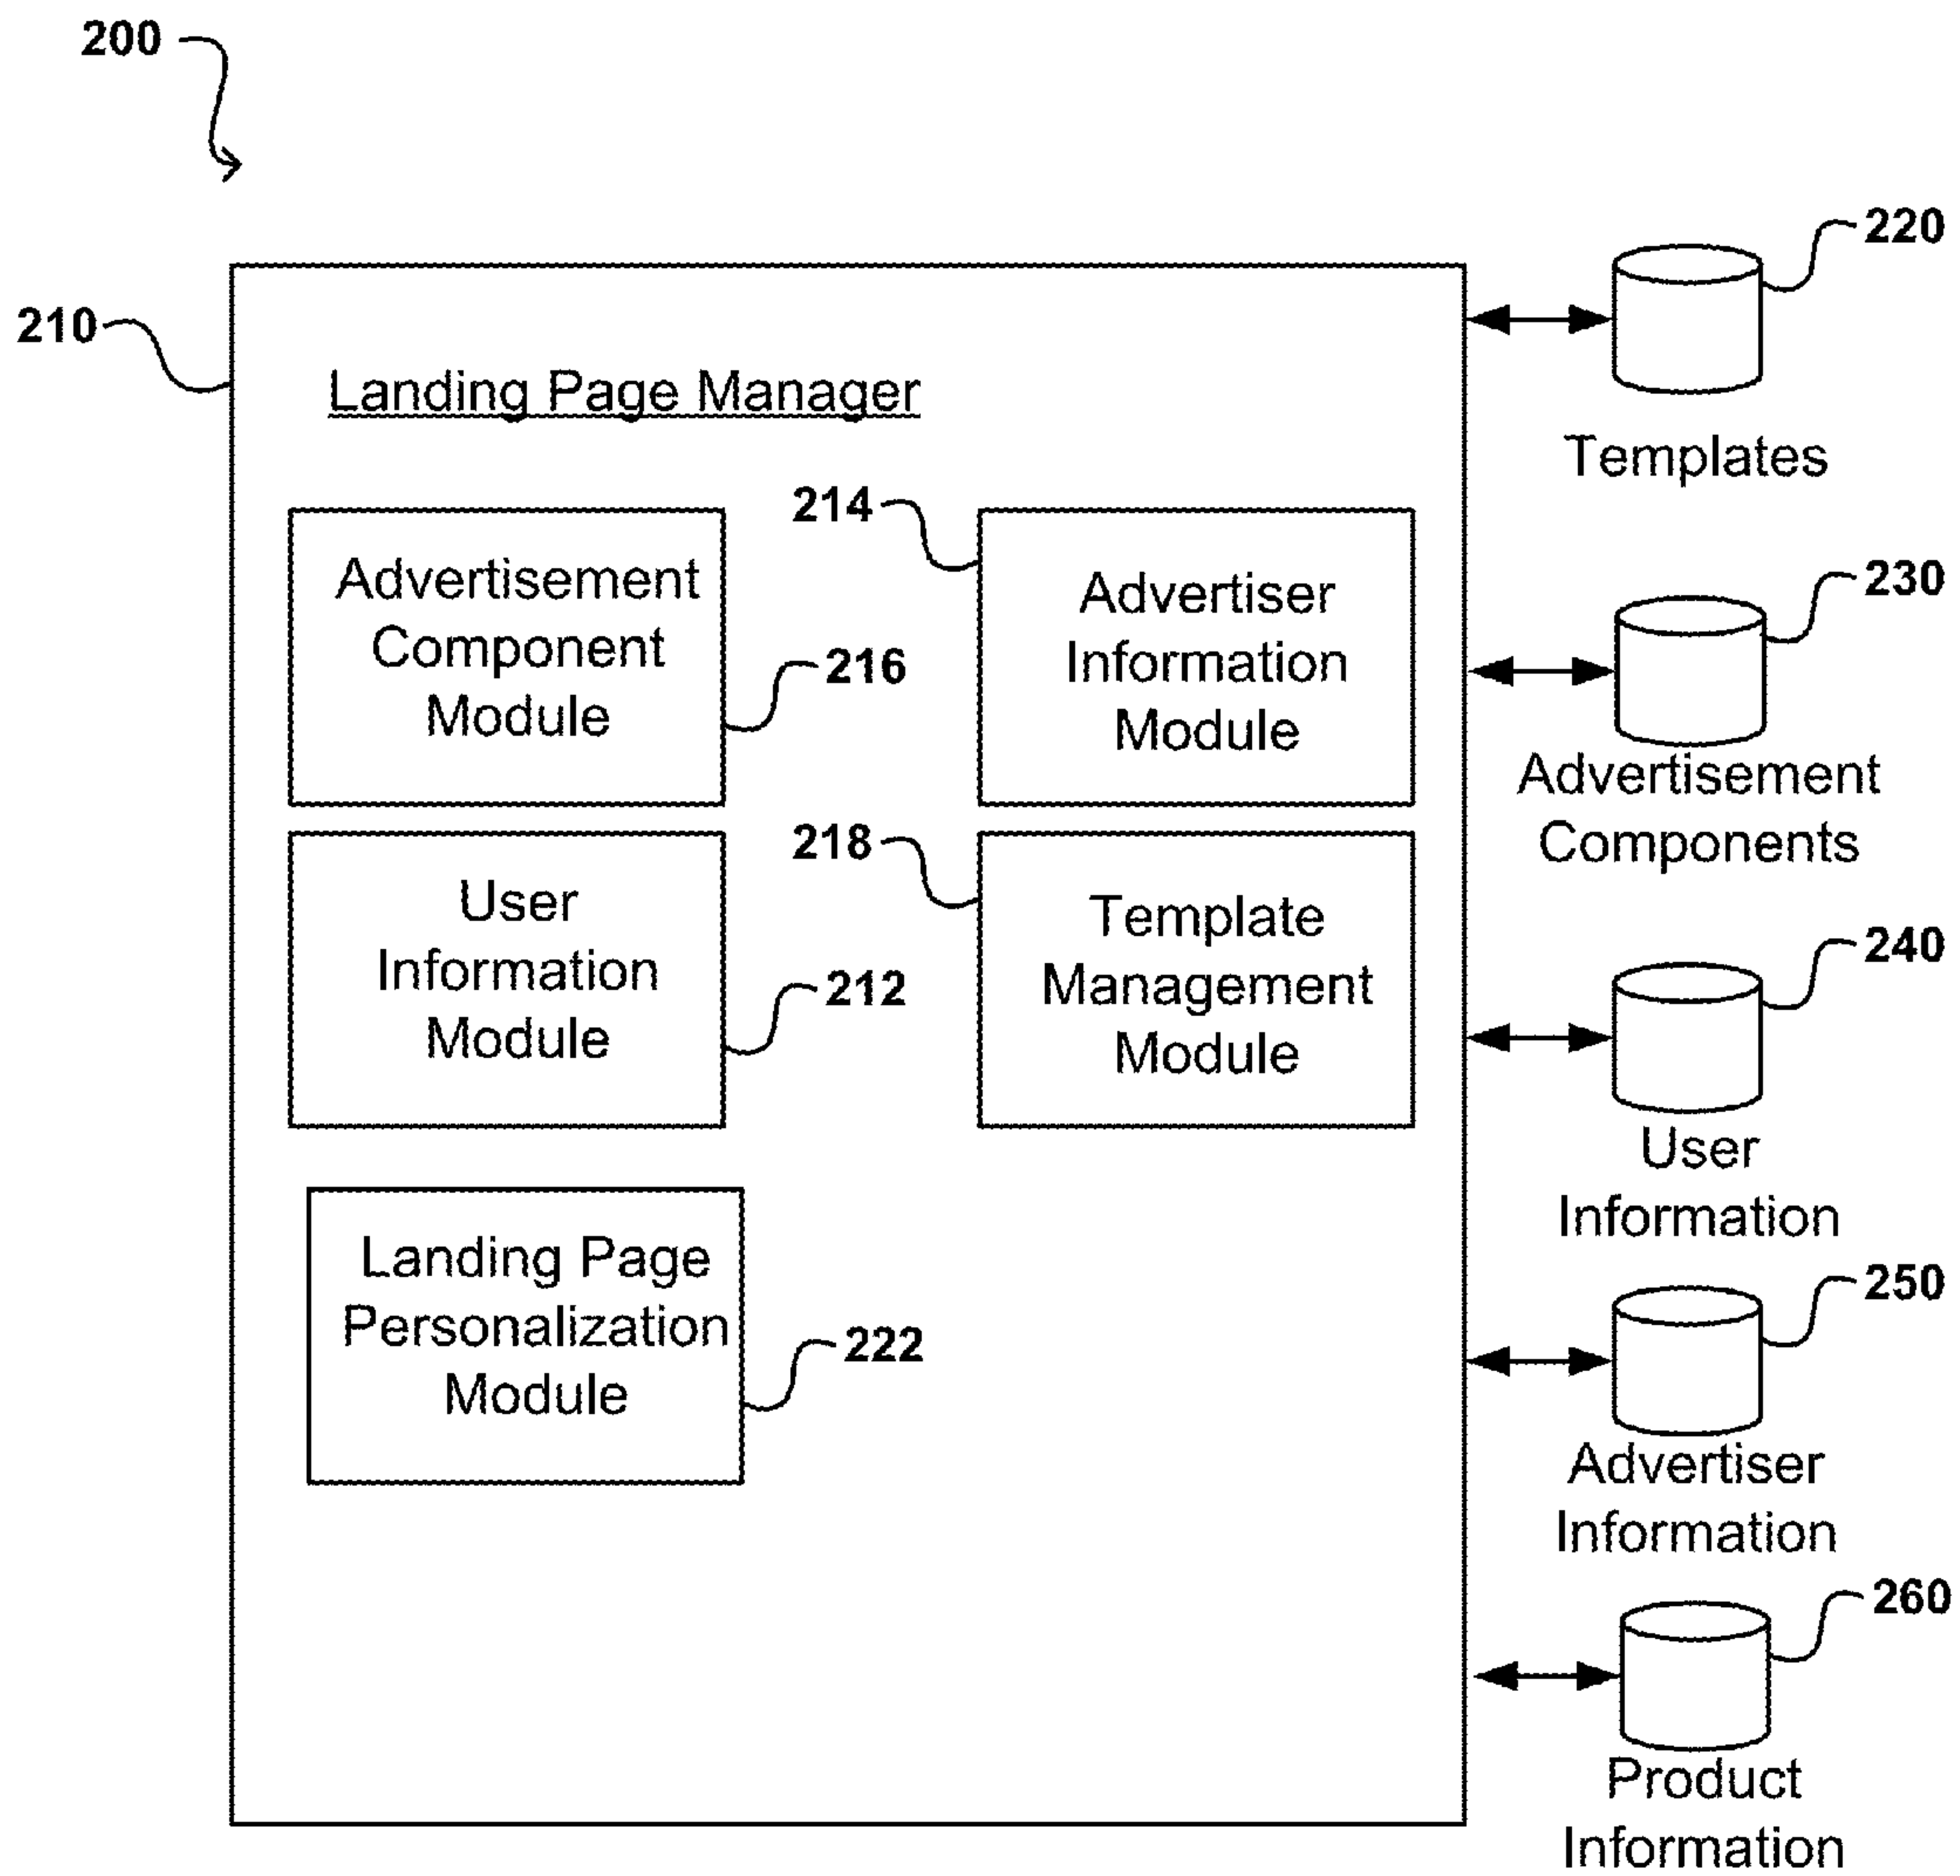 200
220
210
Landing Page Manager
Templates
214
Advertisement
Component
Module
216
Advertiser
Information
Module
230
Advertisement
Components
User
Information
Module
212
218
Template
Management
Module
240
User
Information
Landing Page
Personalization
Module
222
250
Advertiser
Information
260
Product
Information